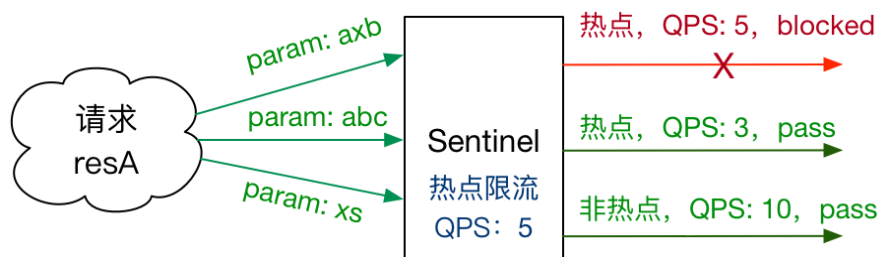 请求
resA
param: axb
param: abc
param: xs
Sentinel
热点限流
QPS：5
热点，QPS: 5，blocked
X
热点，QPS: 3，pass
非热点，QPS: 10，pass